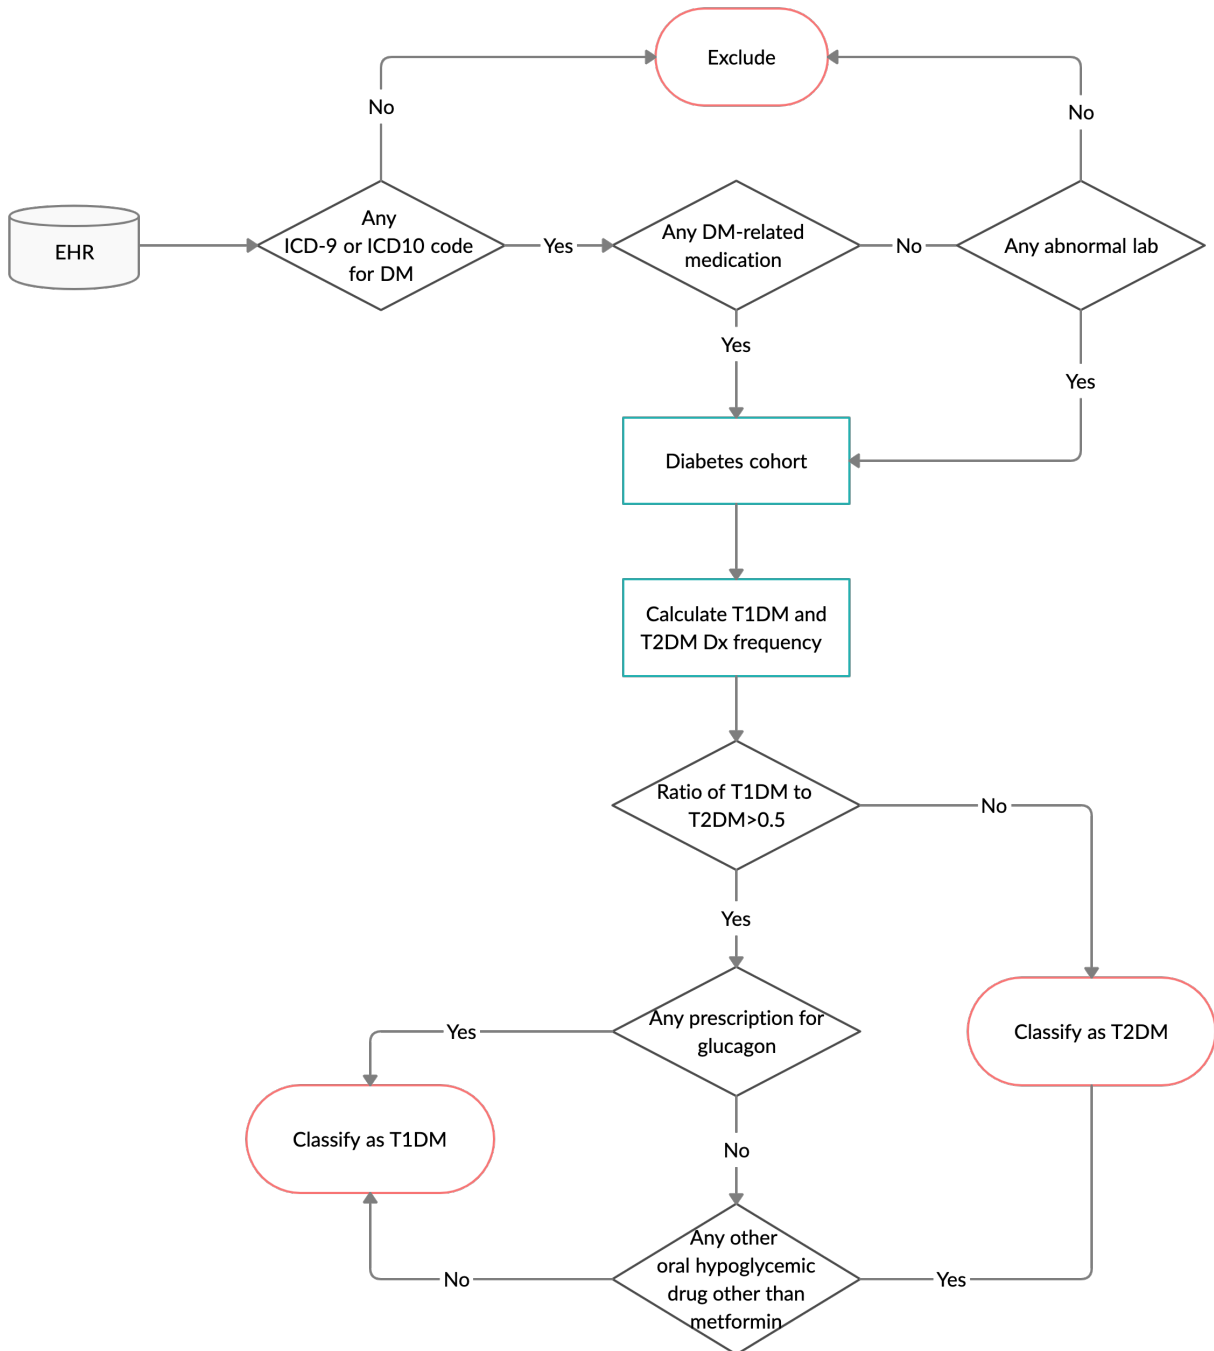 Exclude
No
No
Any
ICD-9 or ICD10 code
for DM
Any DM-related
medication
Any abnormal lab
EHR
Yes
No
Yes
Yes
Diabetes cohort
Calculate T1DM and
T2DM Dx frequency
Ratio of T1DM to
T2DM>0.5
No
Yes
Any prescription for
glucagon
Yes
Classify as T2DM
Classify as T1DM
No
Any other
oral hypoglycemic
drug other than
metformin
No
Yes